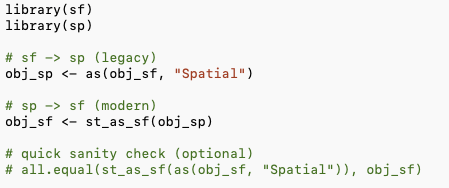 library(sf)
library(sp)
# sf -> sp (legacy)
obj_sp <- as(obj_sf, "Spatial")
# sp -> sf (modern)
obj_sf <- st_as_sf(obj_sp)
# quick sanity check (optional)
# all.equal(st_as_sf(as(obj_sf, "Spatial")), obj_sf)